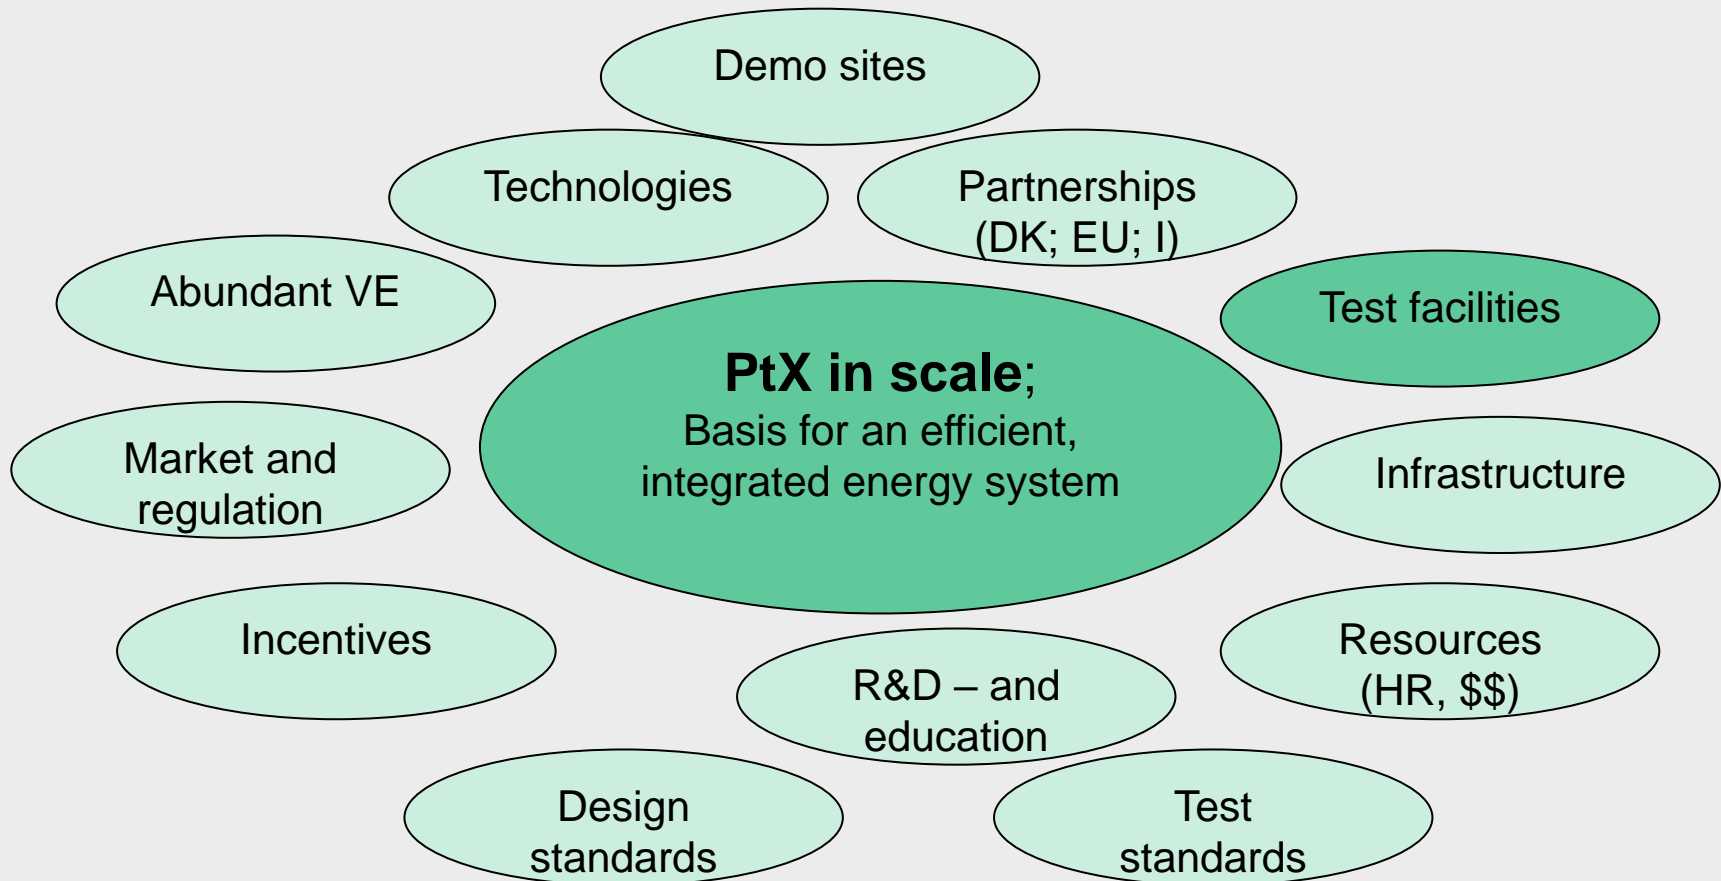 Demo sites
Technologies
Partnerships
(DK; EU; I)
Abundant VE
Test facilities
PtX in scale;
Basis for an efficient,
integrated energy system
Market and
regulation
Infrastructure
Incentives
Resources
(HR, $$)
R&D – and
education
Design
standards
Test
standards